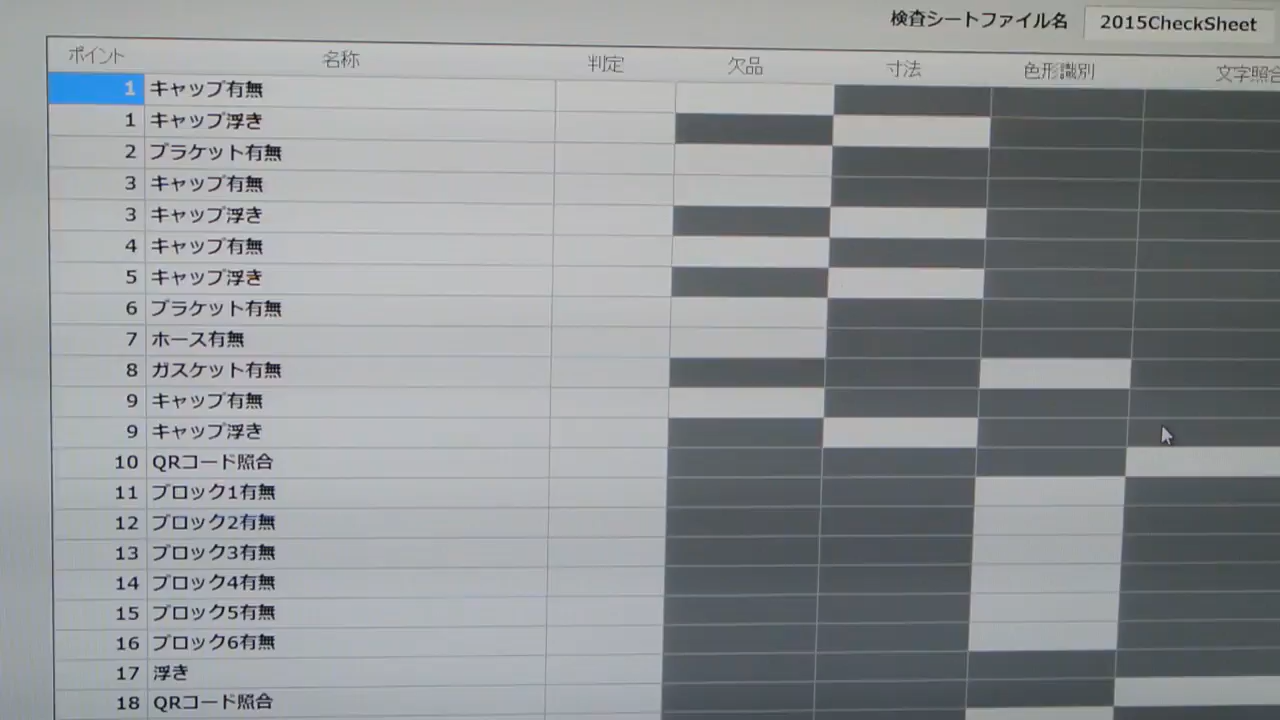 検査シートファイル名 2015CheckSheet
ポイント 名称 判定 欠品 寸法 色形識別 文字照合
1 キャップ有無
1 キャップ浮き
2 ブラケット有無
3 キャップ有無
3 キャップ浮き
4 キャップ有無
5 キャップ浮き
6 ブラケット有無
7 ホース有無
8 ガスケット有無
9 キャップ有無
9 キャップ浮き
10 QRコード照合
11 ブロック1有無
12 ブロック2有無
13 ブロック3有無
14 ブロック4有無
15 ブロック5有無
16 ブロック6有無
17 浮き
18 QRコード照合